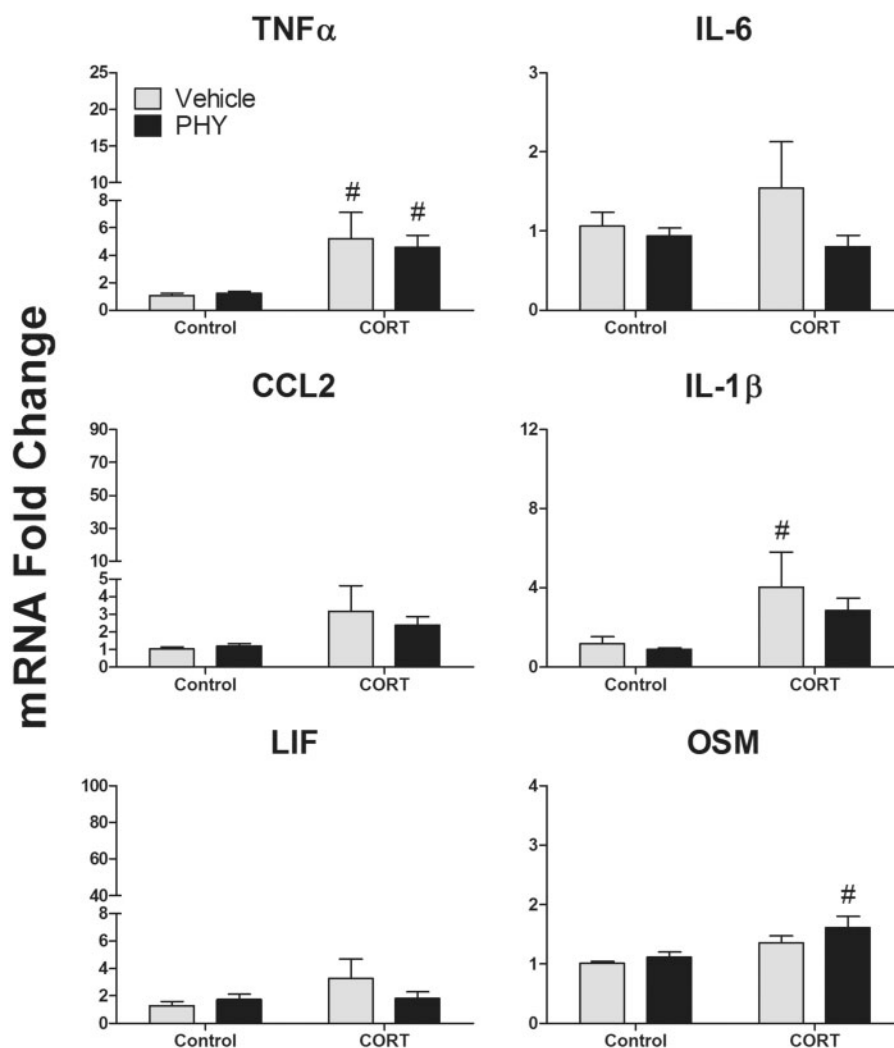 mRNA Fold Change
TNFα
25
20
15
10
8
6
4
2
0
Vehicle
PHY
#
#
Control
CORT
IL-6
3
2
1
0
Control
CORT
CCL2
90
70
50
30
10
5
4
3
2
1
0
Control
CORT
IL-1β
12
8
4
0
#
Control
CORT
LIF
100
80
60
40
8
6
4
2
0
Control
CORT
OSM
4
3
2
1
0
#
Control
CORT